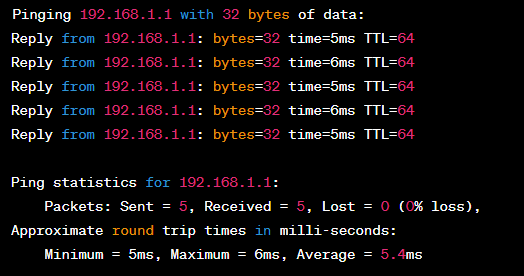 Pinging 192.168.1.1 with 32 bytes of data:
Reply from 192.168.1.1: bytes=32 time=5ms TTL=64
Reply from 192.168.1.1: bytes=32 time=6ms TTL=64
Reply from 192.168.1.1: bytes=32 time=5ms TTL=64
Reply from 192.168.1.1: bytes=32 time=6ms TTL=64
Reply from 192.168.1.1: bytes=32 time=5ms TTL=64
Ping statistics for 192.168.1.1:
Packets: Sent = 5, Received = 5, Lost = 0 (0% loss),
Approximate round trip times in milli-seconds:
Minimum = 5ms, Maximum = 6ms, Average = 5.4ms